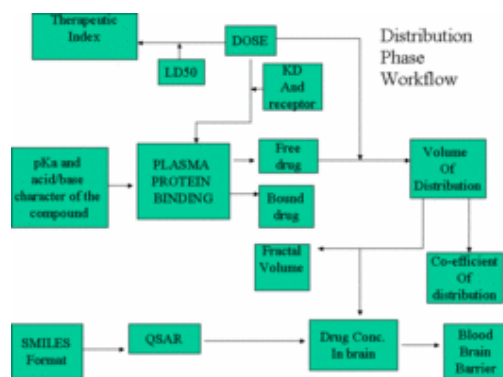 Therapeutic
Index
DOSE
Distribution
Phase
Workflow
LD50
KD
And
receptor
pKa and
acid/base
character of the
compound
PLASMA
PROTEIN
BINDING
Free
drug
Bound
drug
Volume
Of
Distribution
Fractal
Volume
Co-efficient
Of
distribution
SMILES
Format
QSAR
Drug Conc.
In brain
Blood
Brain
Barrier